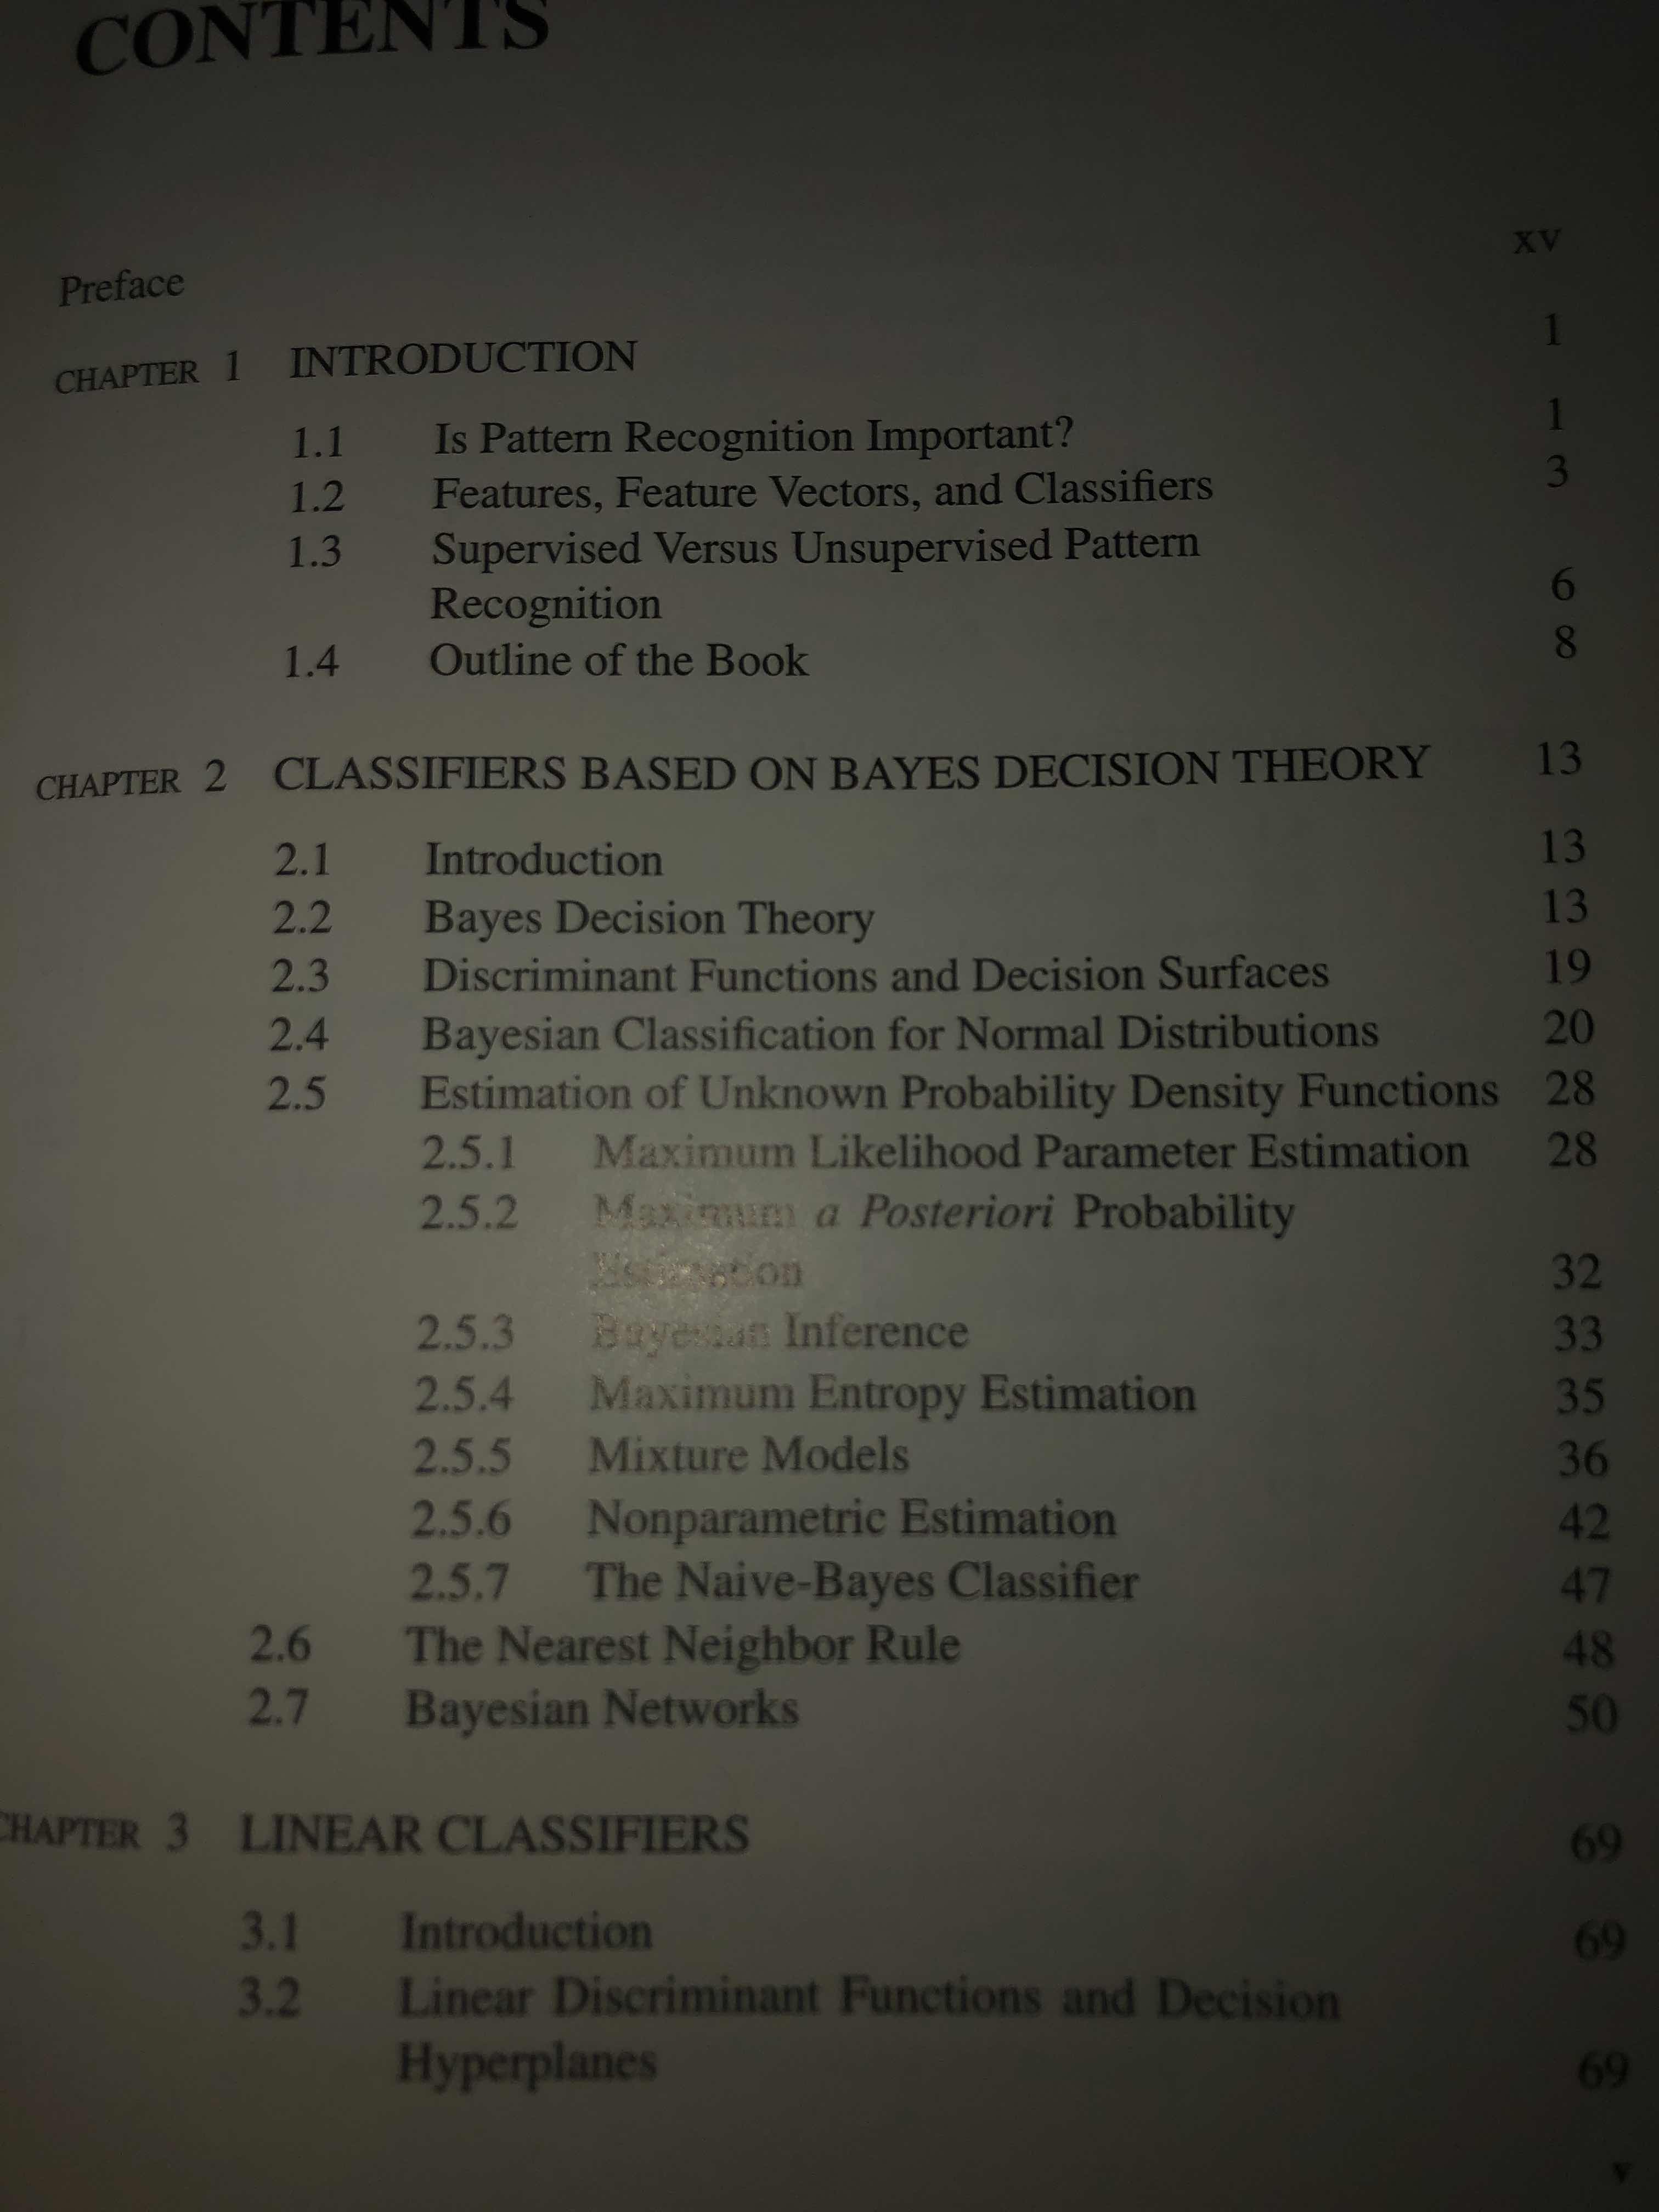 CONTENTS
Preface xv
CHAPTER 1 INTRODUCTION 1
1.1 Is Pattern Recognition Important? 1
1.2 Features, Feature Vectors, and Classifiers 3
1.3 Supervised Versus Unsupervised Pattern
Recognition 6
1.4 Outline of the Book 8
CHAPTER 2 CLASSIFIERS BASED ON BAYES DECISION THEORY 13
2.1 Introduction 13
2.2 Bayes Decision Theory 13
2.3 Discriminant Functions and Decision Surfaces 19
2.4 Bayesian Classification for Normal Distributions 20
2.5 Estimation of Unknown Probability Density Functions 28
2.5.1 Maximum Likelihood Parameter Estimation 28
2.5.2 Maximum a Posteriori Probability
Estimation 32
2.5.3 Bayesian Inference 33
2.5.4 Maximum Entropy Estimation 35
2.5.5 Mixture Models 36
2.5.6 Nonparametric Estimation 42
2.5.7 The Naive-Bayes Classifier 47
2.6 The Nearest Neighbor Rule 48
2.7 Bayesian Networks 50
CHAPTER 3 LINEAR CLASSIFIERS 69
3.1 Introduction 69
3.2 Linear Discriminant Functions and Decision
Hyperplanes 69
v